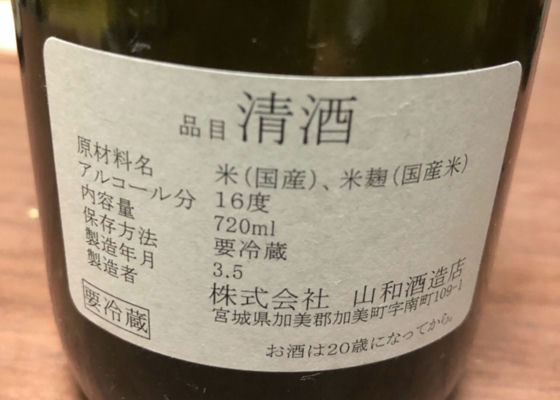 品目 清酒
原材料名 米(国産)、米麹(国産米)
アルコール分 16度
内容量 720ml
保存方法 要冷蔵
製造年月 3.5
製造者 株式会社 山和酒造店
宮城県加美郡加美町字南町109-1
要冷蔵
お酒は20歳になってから。